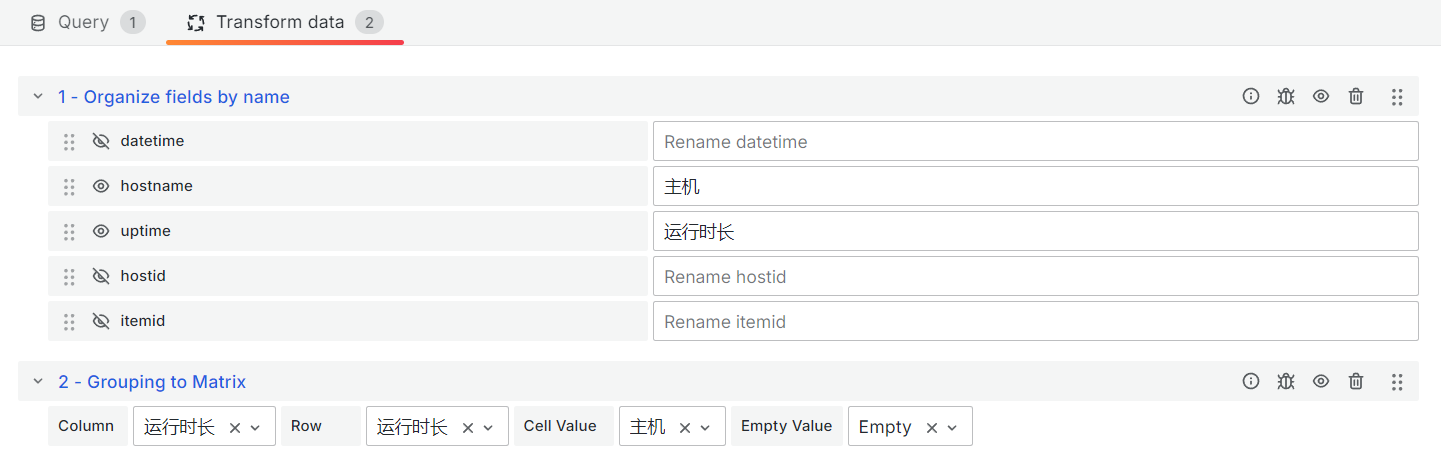 Query 1 Transform data 2
1 - Organize fields by name
datetime Rename datetime
hostname 主机
uptime 运行时长
hostid Rename hostid
itemid Rename itemid
2 - Grouping to Matrix
Column 运行时长 Row 运行时长 Cell Value 主机 Empty Value Empty